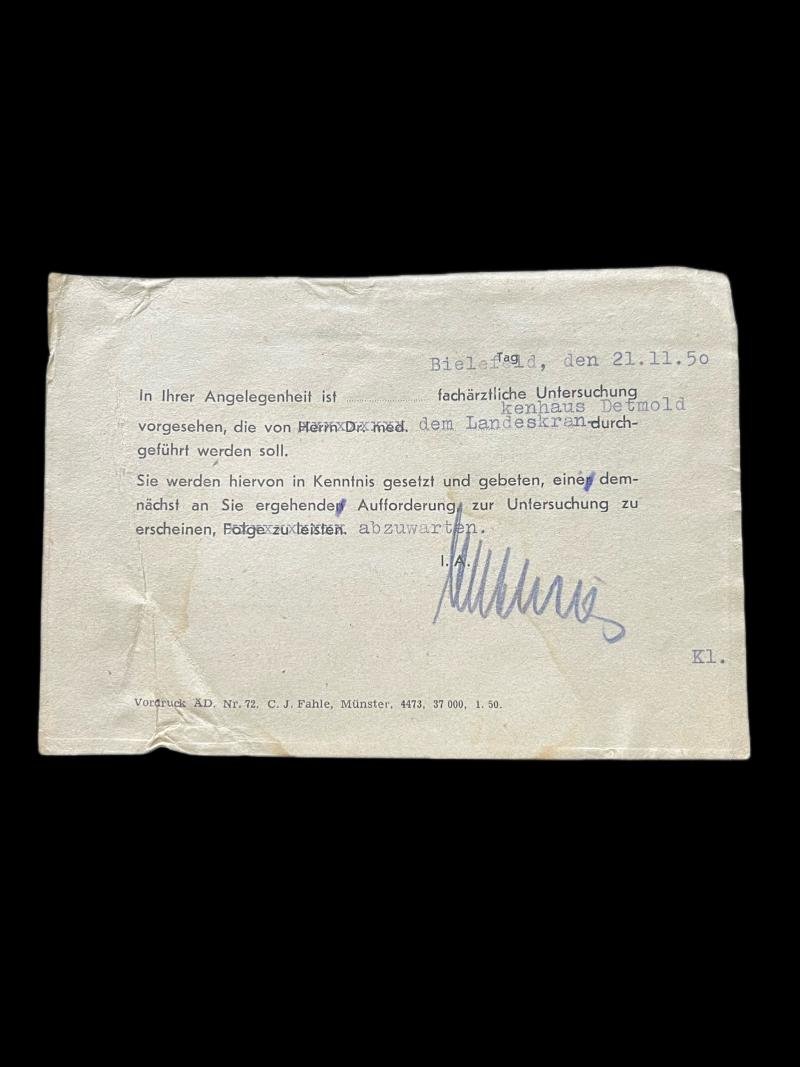 Bielefeld, den 21.11.50
Tag
In Ihrer Angelegenheit ist .................... fachärztliche Untersuchung
kenhaus Detmold
vorgesehen, die von Herrn Dr. med. dem Landeskran-durch-
geführt werden soll.
Sie werden hiervon in Kenntnis gesetzt und gebeten, einer dem-
nächst an Sie ergehenden Aufforderung, zur Untersuchung zu
erscheinen, Folge zu leisten. abzuwarten.
I. A.
Kl.
Vordruck ÄD. Nr. 72. C. J. Fahle, Münster, 4473, 37 000, 1. 50.